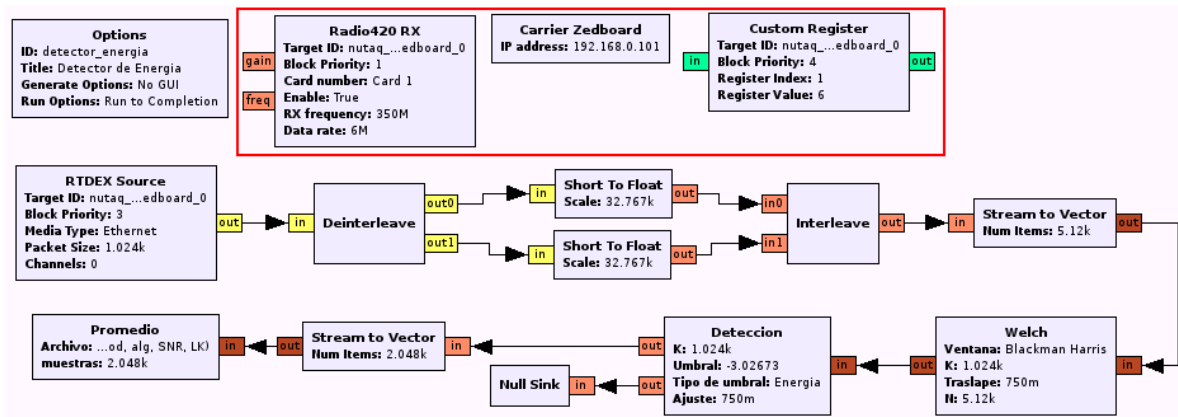 Options
ID: detector_energia
Title: Detector de Energia
Generate Options: No GUI
Run Options: Run to Completion
gain
freq
Radio420 RX
Target ID: nutaq_...edboard_0
Block Priority: 1
Card number: Card 1
Enable: True
RX frequency: 350M
Data rate: 6M
Carrier Zedboard
IP address: 192.168.0.101
in
Custom Register
Target ID: nutaq_...edboard_0
Block Priority: 4
Register Index: 1
Register Value: 6
out
RTDEX Source
Target ID: nutaq_...edboard_0
Block Priority: 3
Media Type: Ethernet
Packet Size: 1.024k
Channels: 0
out
in
Deinterleave
out0
out1
in
Short To Float
Scale: 32.767k
out
in
Short To Float
Scale: 32.767k
out
in0
in1
Interleave
out
in
Stream to Vector
Num Items: 5.12k
out
Promedio
Archivo: ...od, alg, SNR, LK)
muestras: 2.048k
in
out
Stream to Vector
Num Items: 2.048k
in
Null Sink
in
out
out
Deteccion
K: 1.024k
Umbral: -3.02673
Tipo de umbral: Energia
Ajuste: 750m
in
out
Welch
Ventana: Blackman Harris
K: 1.024k
Traslape: 750m
N: 5.12k
in